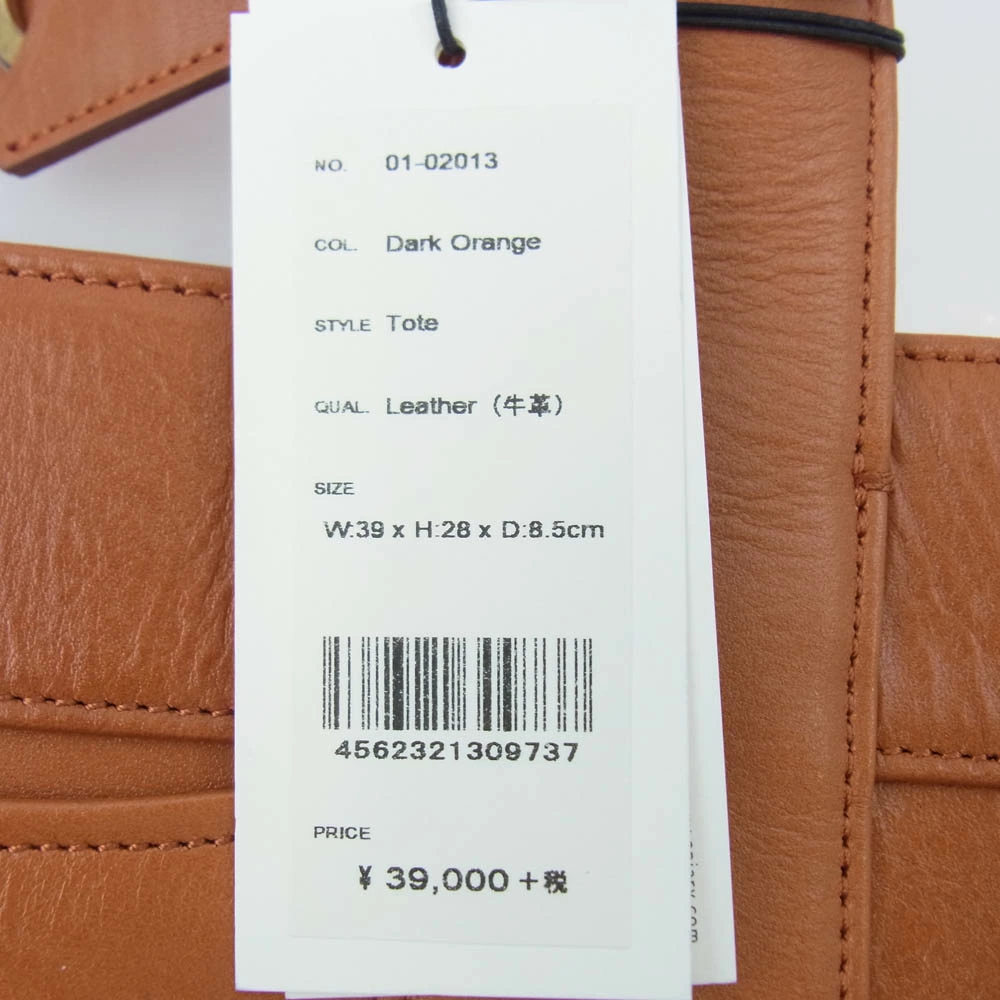 NO. 01-02013
COL. Dark Orange
STYLE Tote
QUAL. Leather (牛革)
SIZE
W:39 x H:28 x D:8.5cm
4562321309737
PRICE
¥ 39,000 + 税